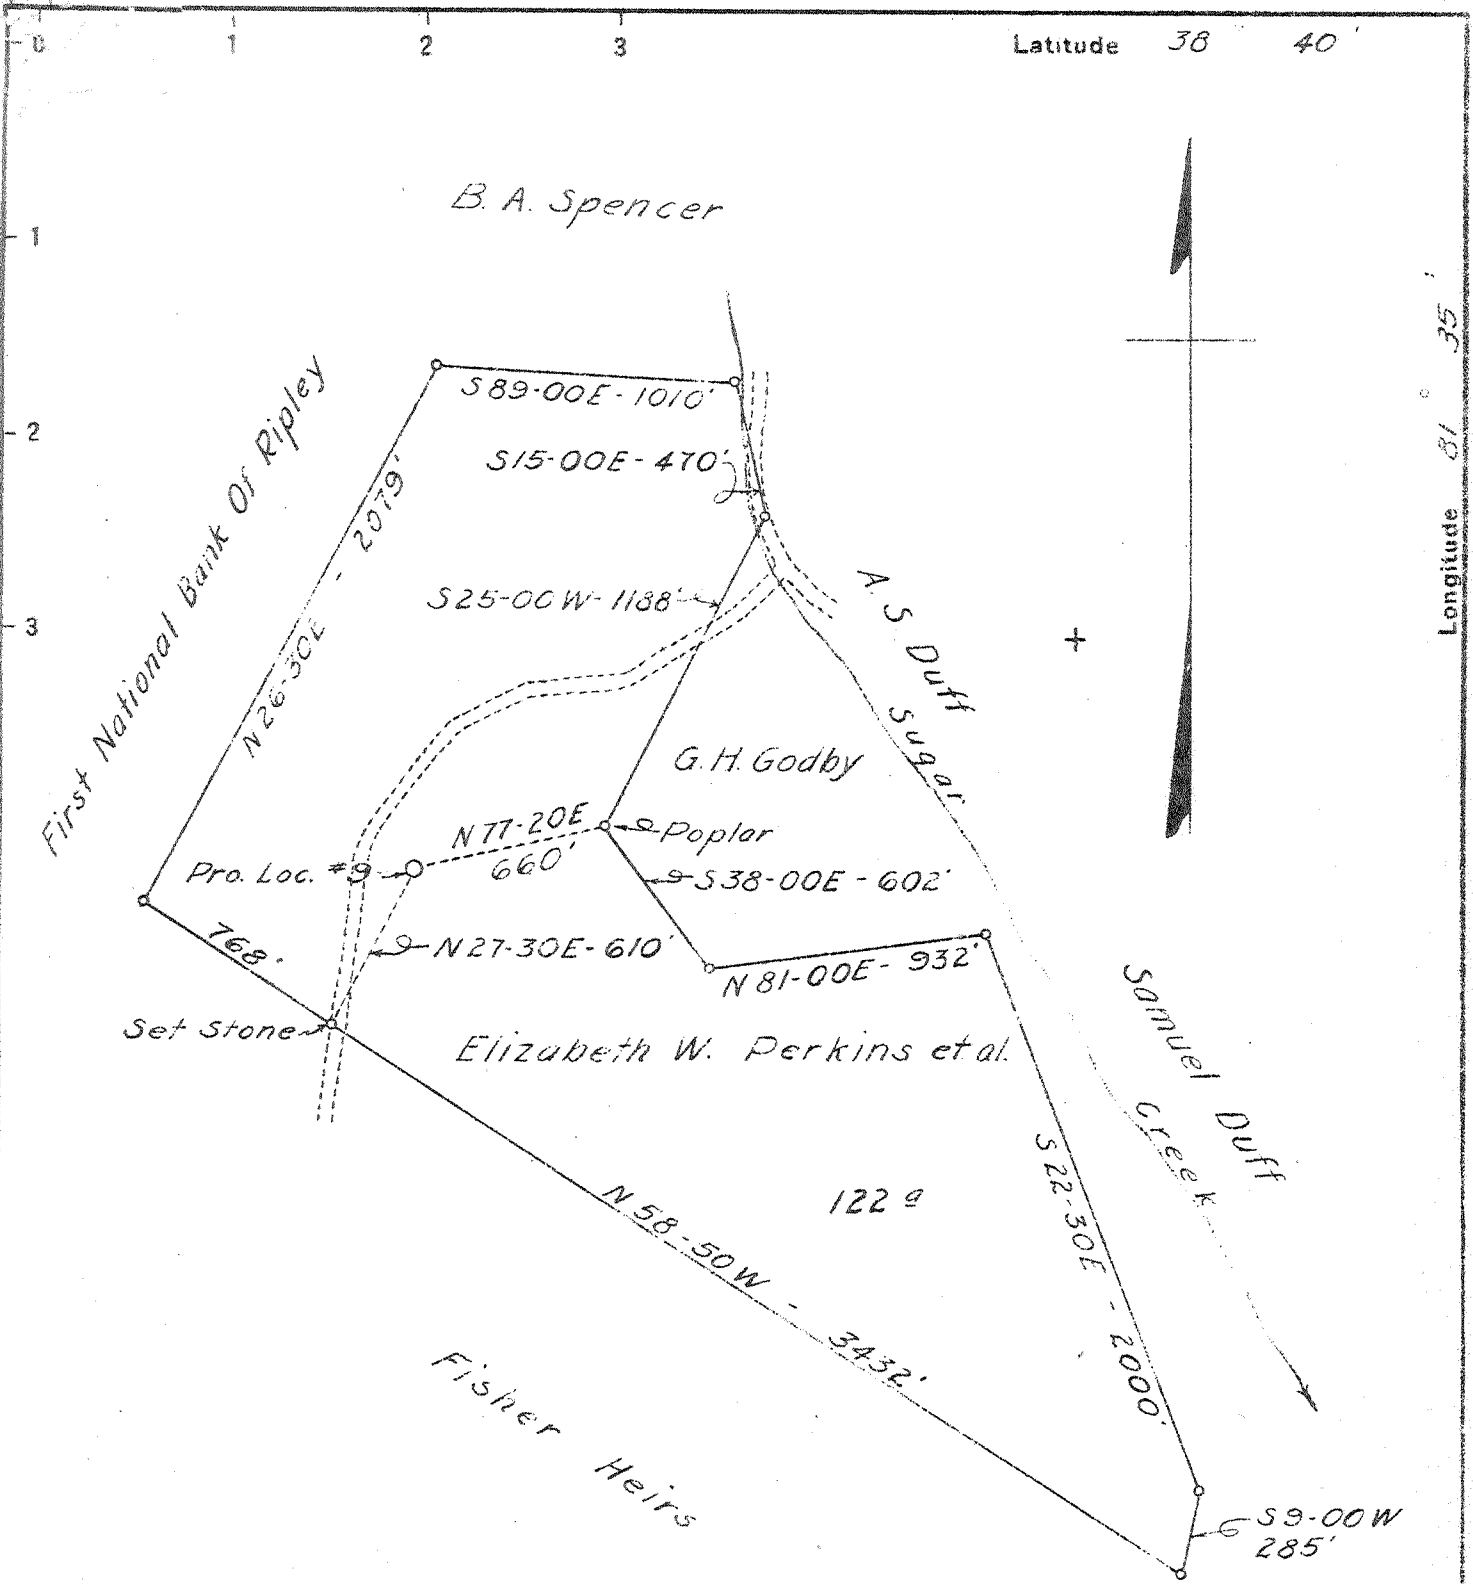 0 1 2 3 Latitude 38 40'
1
2
3
Longitude 81° 35'
B. A. Spencer
First National Bank Of Ripley
S89-00E-1010'
S15-00E-470'
N26-30E - 2079'
S25-00W-1188'
A. S. Duff
Sugar
G.H. Godby
N77-20E
660'
Poplar
Pro. Loc. #9
S38-00E-602'
768'
N27-30E-610'
N81-00E-932'
Set Stone
Elizabeth W. Perkins et al.
Samuel Duff
Creek
122 a
S22-30E - 2000'
N58-50W - 3432'
Fisher Heirs
S9-00W
285'